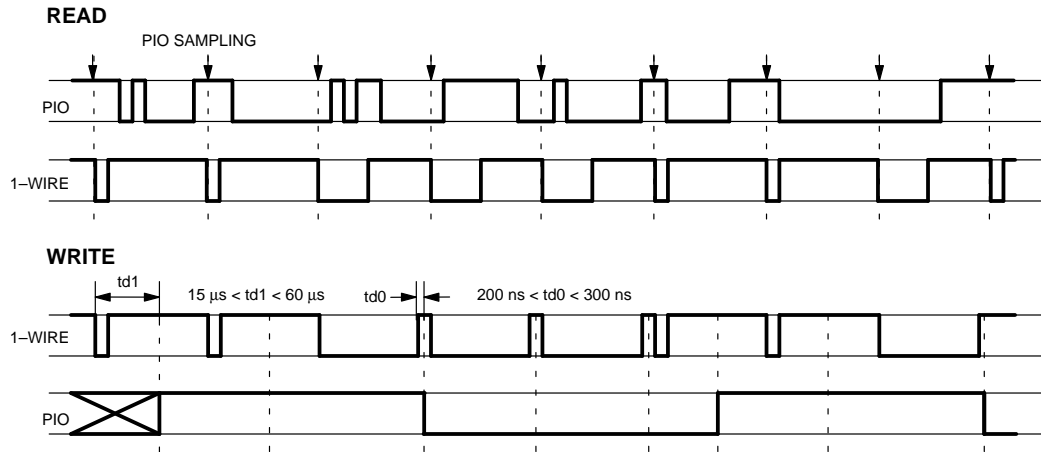 READ
PIO SAMPLING
PIO
1–WIRE
WRITE
td1
15 μs < td1 < 60 μs
td0
200 ns < td0 < 300 ns
1–WIRE
PIO